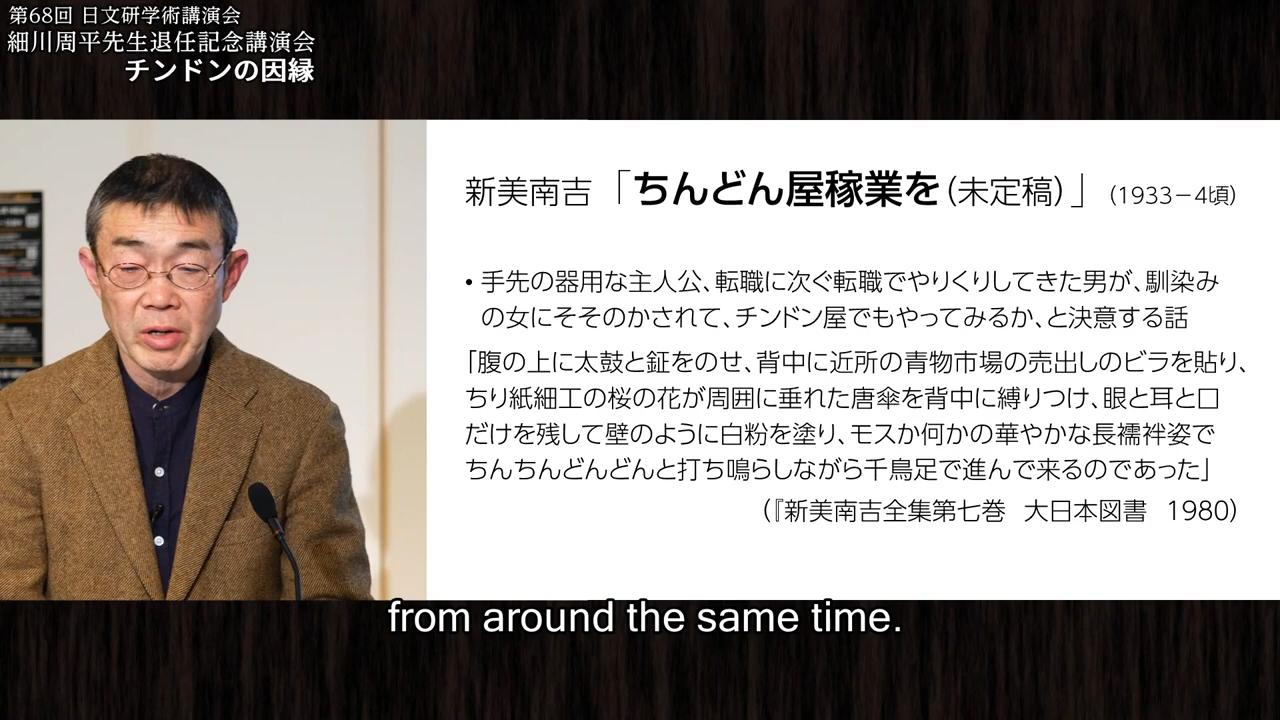 第68回 日文研学術講演会
細川周平先生退任記念講演会
チンドンの因縁
新美南吉「ちんどん屋稼業を(未定稿)」(1933－4頃)
• 手先の器用な主人公、転職に次ぐ転職でやりくりしてきた男が、馴染み
の女にそそのかされて、チンドン屋でもやってみるか、と決意する話
「腹の上に太鼓と鉦をのせ、背中に近所の青物市場の売出しのビラを貼り、
ちり紙細工の桜の花が周囲に垂れた唐傘を背中に縛りつけ、眼と耳と口
だけを残して壁のように白粉を塗り、モスか何かの華やかな長襦袢姿で
ちんちんどんどんと打ち鳴らしながら千鳥足で進んで来るのであった」
(『新美南吉全集第七巻 大日本図書 1980)
from around the same time.